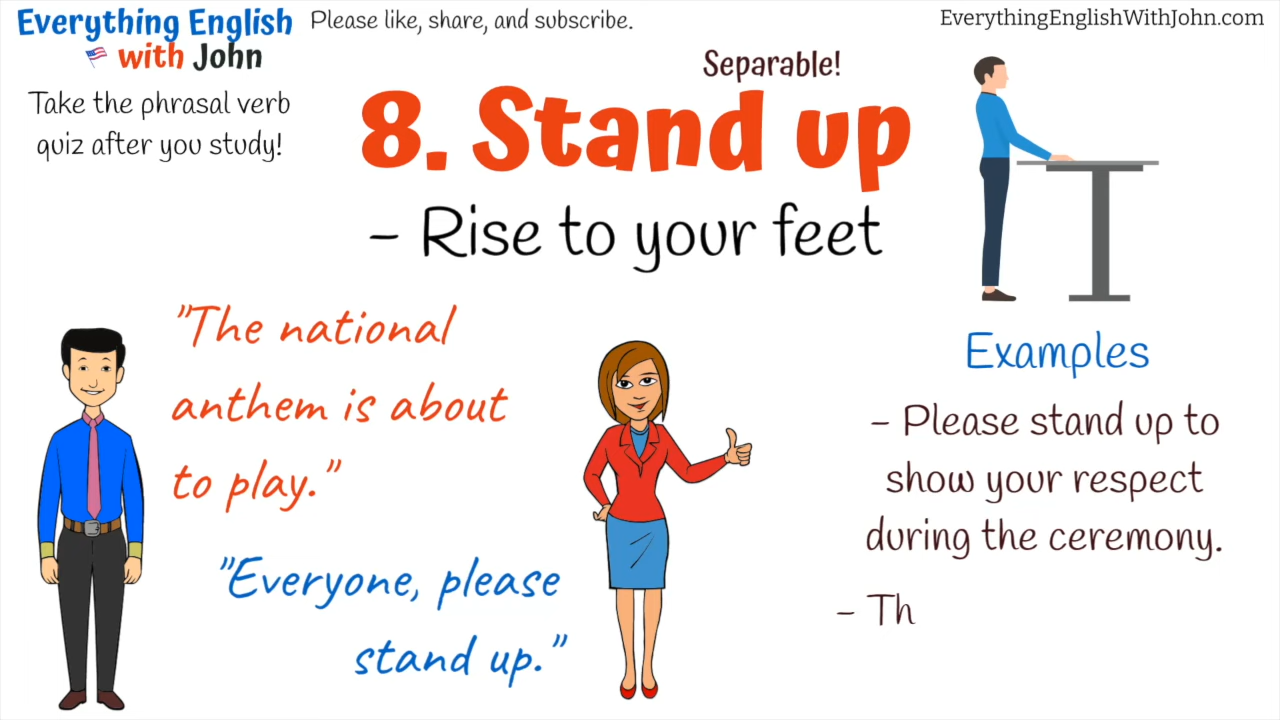 Everything English
with John
Please like, share, and subscribe.
EverythingEnglishWithJohn.com
Take the phrasal verb
quiz after you study!
Separable!
8. Stand up
- Rise to your feet
"The national
anthem is about
to play."
"Everyone, please
stand up."
Examples
- Please stand up to
show your respect
during the ceremony.
- Th